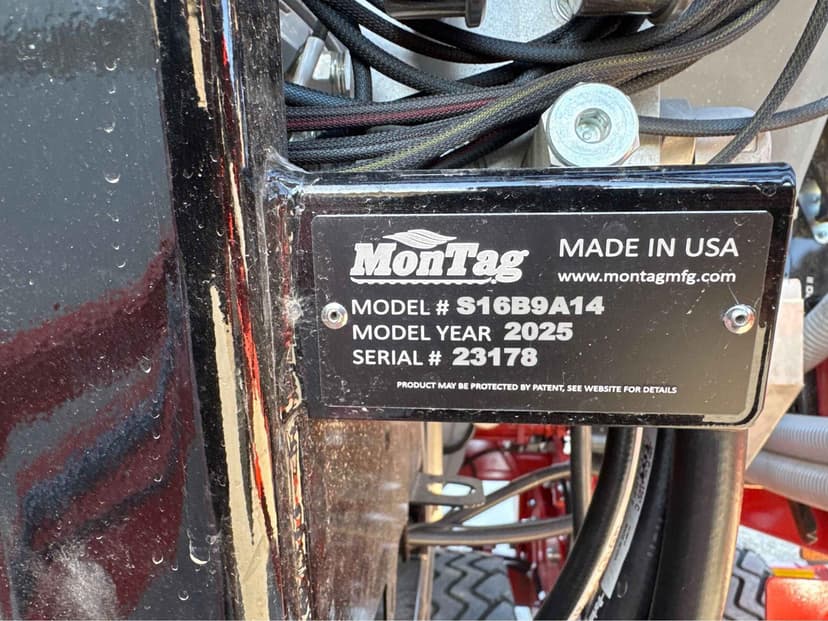 MonTag
MADE IN USA
www.montagmfg.com
MODEL # S16B9A14
MODEL YEAR 2025
SERIAL # 23178
PRODUCT MAY BE PROTECTED BY PATENT, SEE WEBSITE FOR DETAILS